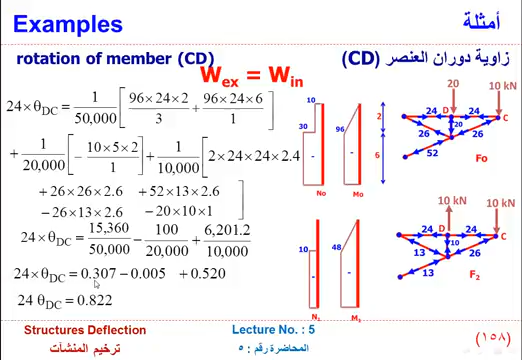 Examples
أمثلة
rotation of member (CD)
زاوية دوران العنصر (CD)
Wex = Win
24×θDC = 1/50,000 [ 96×24×2/3 + 96×24×6/1 ]
+ 1/20,000 [ − 10×5×2/1 ] + 1/10,000 [ 2×24×24×2.4
+ 26×26×2.6 + 52×13×2.6
− 26×13×2.6 − 20×10×1 ]
24×θDC = 15,360/50,000 − 100/20,000 + 6,201.2/10,000
24×θDC = 0.307 − 0.005 + 0.520
24 θDC = 0.822
10
30
-
No
96
-
Mo
2
6
20
10 kN
24
D
24
C
20
26
26
52
Fo
10
-
N1
48
-
M1
10 kN
10 kN
24
D
24
C
10
13
26
13
F2
Structures Deflection
Lecture No. : 5
ترخيم المنشآت
المحاضرة رقم : ٥
(١٥٨)